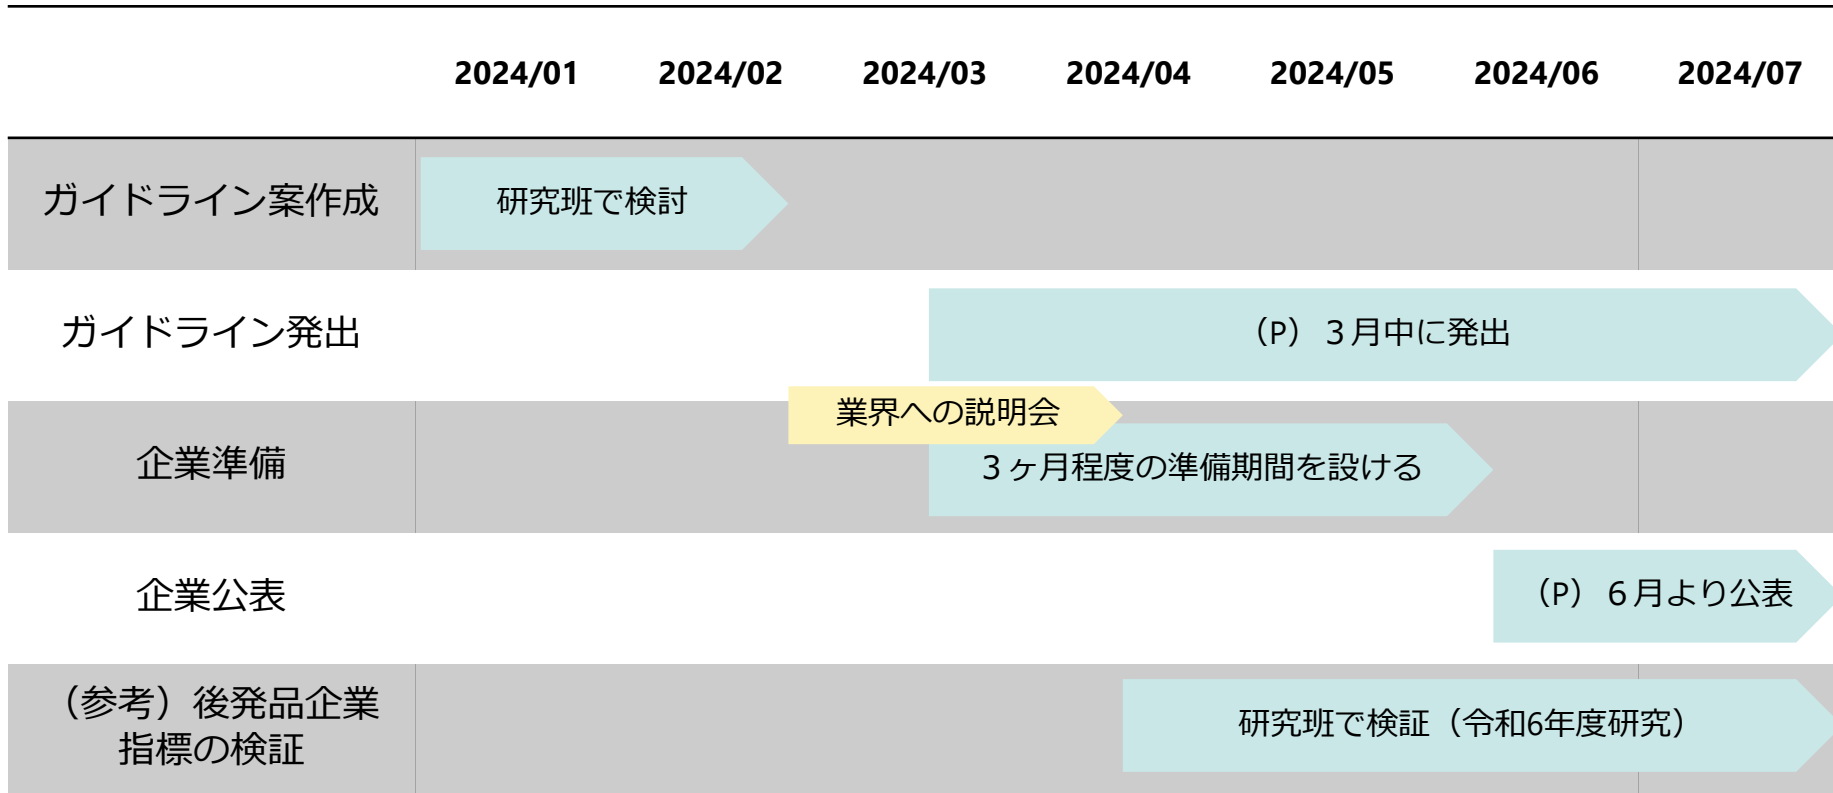 2024/01 2024/02 2024/03 2024/04 2024/05 2024/06 2024/07
ガイドライン案作成
研究班で検討
ガイドライン発出
（P）３月中に発出
業界への説明会
企業準備
３ヶ月程度の準備期間を設ける
企業公表
（P）６月より公表
（参考）後発品企業
指標の検証
研究班で検証（令和6年度研究）